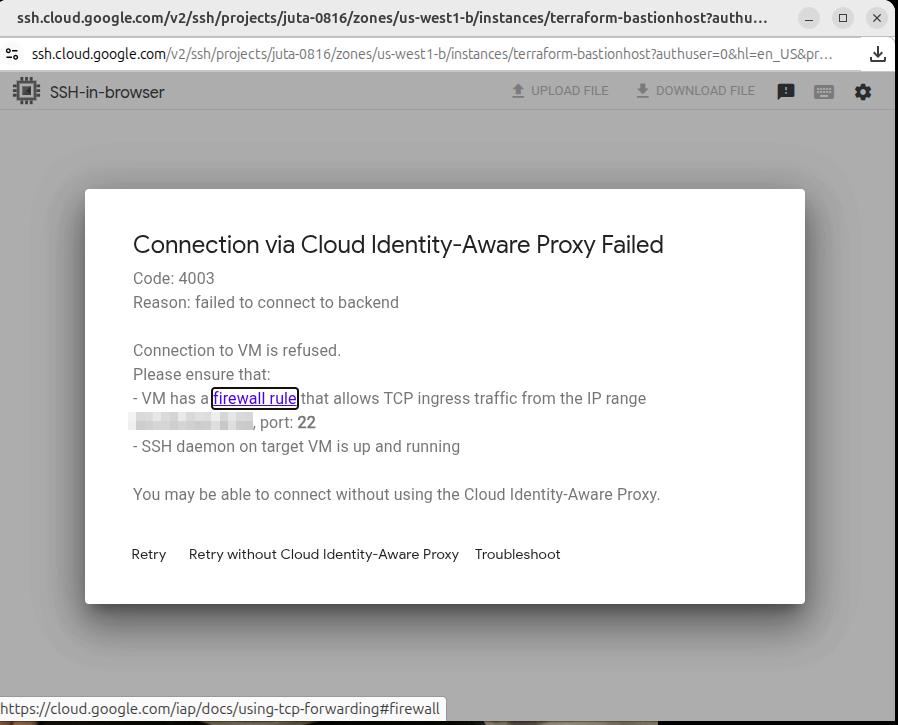 ssh.cloud.google.com/v2/ssh/projects/juta-0816/zones/us-west1-b/instances/terraform-bastionhost?authu...
ssh.cloud.google.com/v2/ssh/projects/juta-0816/zones/us-west1-b/instances/terraform-bastionhost?authuser=0&hl=en_US&pr...
SSH-in-browser
UPLOAD FILE
DOWNLOAD FILE
Connection via Cloud Identity-Aware Proxy Failed
Code: 4003
Reason: failed to connect to backend
Connection to VM is refused.
Please ensure that:
- VM has a firewall rule that allows TCP ingress traffic from the IP range
, port: 22
- SSH daemon on target VM is up and running
You may be able to connect without using the Cloud Identity-Aware Proxy.
Retry Retry without Cloud Identity-Aware Proxy Troubleshoot
https://cloud.google.com/iap/docs/using-tcp-forwarding#firewall